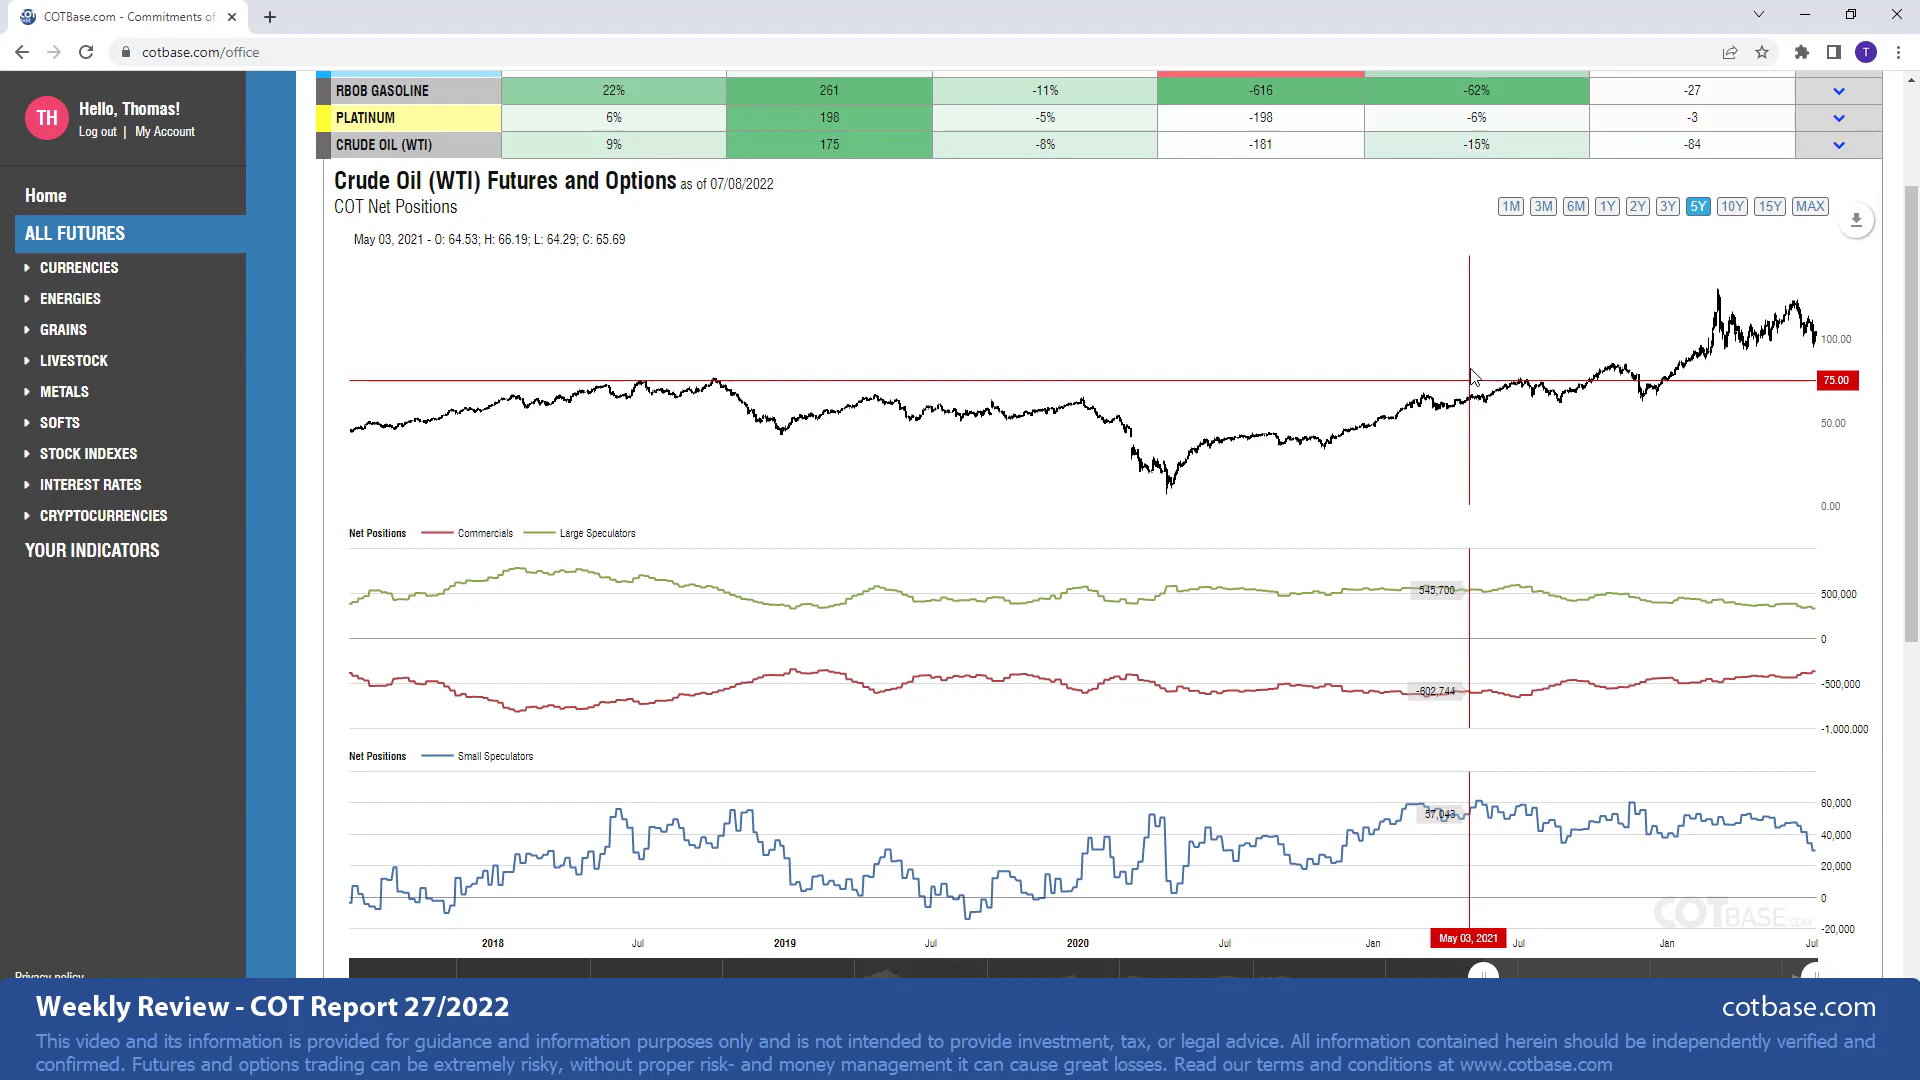 COTBase.com - Commitments of
cotbase.com/office
T
TH
Hello, Thomas!
Log out | My Account
Home
ALL FUTURES
CURRENCIES
ENERGIES
GRAINS
LIVESTOCK
METALS
SOFTS
STOCK INDEXES
INTEREST RATES
CRYPTOCURRENCIES
YOUR INDICATORS
Privacy policy
RBOB GASOLINE 22% 261 -11% -616 -62% -27
PLATINUM 6% 198 -5% -198 -6% -3
CRUDE OIL (WTI) 9% 175 -8% -181 -15% -84
Crude Oil (WTI) Futures and Options as of 07/08/2022
COT Net Positions
1M 3M 6M 1Y 2Y 3Y 5Y 10Y 15Y MAX
May 03, 2021 - O: 64.53; H: 66.19; L: 64.29; C: 65.69
100.00
75.00
50.00
0.00
Net Positions Commercials Large Speculators
545,700
500,000
0
-602,744
-500,000
-1,000,000
Net Positions Small Speculators
60,000
57,043
40,000
20,000
0
COTBASE.COM
-20,000
2018 Jul 2019 Jul 2020 Jul Jan May 03, 2021 Jul Jan Jul
Weekly Review - COT Report 27/2022
cotbase.com
This video and its information is provided for guidance and information purposes only and is not intended to provide investment, tax, or legal advice. All information contained herein should be independently verified and
confirmed. Futures and options trading can be extremely risky, without proper risk- and money management it can cause great losses. Read our terms and conditions at www.cotbase.com